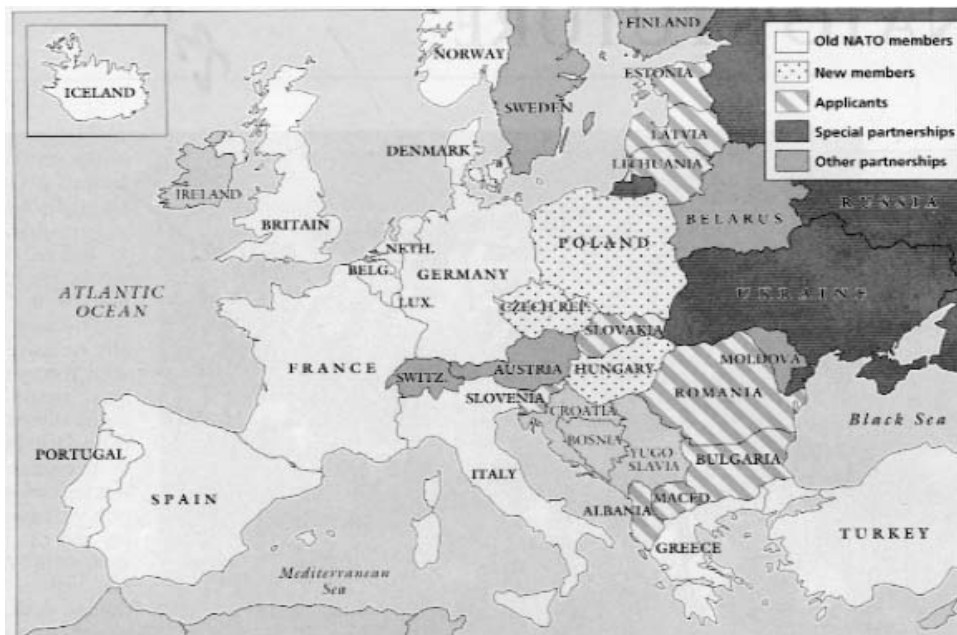 ICELAND
NORWAY
FINLAND
SWEDEN
ESTONIA
LATVIA
LITHUANIA
DENMARK
IRELAND
BRITAIN
NETH.
BELG.
LUX.
GERMANY
POLAND
BELARUS
RUSSIA
UKRAINE
ATLANTIC
OCEAN
CZECH REP.
SLOVAKIA
FRANCE
SWITZ.
AUSTRIA
HUNGARY
MOLDOVA
ROMANIA
SLOVENIA
CROATIA
BOSNIA
YUGO
SLAVIA
BULGARIA
Black Sea
PORTUGAL
SPAIN
ITALY
ALBANIA
MACED.
GREECE
TURKEY
Mediterranean
Sea
Old NATO members
New members
Applicants
Special partnerships
Other partnerships